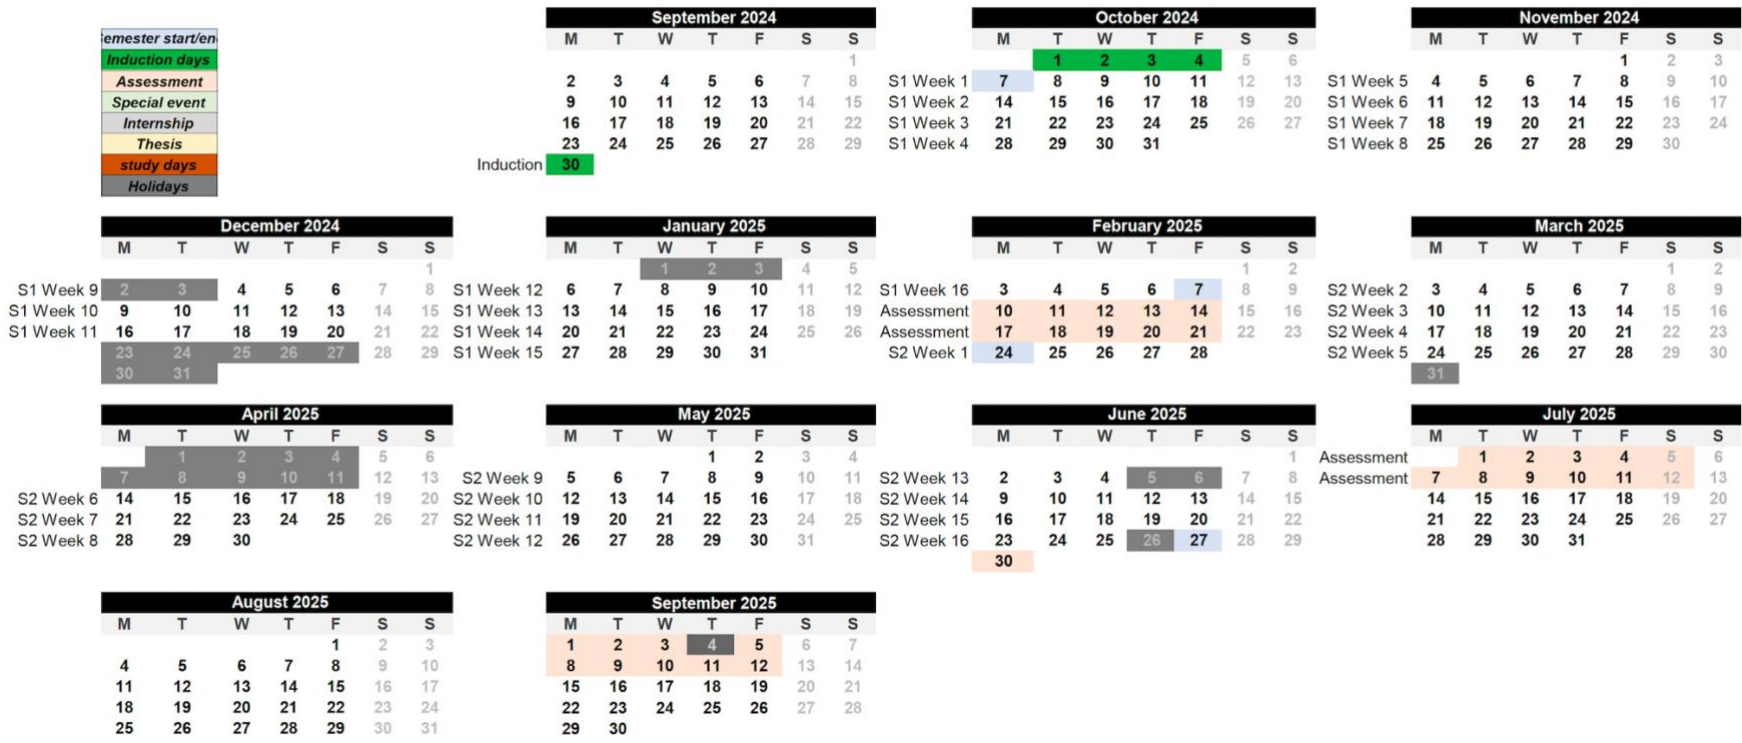 emester start/en
Induction days
Assessment
Special event
Internship
Thesis
study days
Holidays
September 2024
M T W T F S S
1
2 3 4 5 6 7 8
9 10 11 12 13 14 15
16 17 18 19 20 21 22
23 24 25 26 27 28 29
Induction 30
October 2024
M T W T F S S
1 2 3 4 5 6
S1 Week 1 7 8 9 10 11 12 13
S1 Week 2 14 15 16 17 18 19 20
S1 Week 3 21 22 23 24 25 26 27
S1 Week 4 28 29 30 31
November 2024
M T W T F S S
1 2 3
S1 Week 5 4 5 6 7 8 9 10
S1 Week 6 11 12 13 14 15 16 17
S1 Week 7 18 19 20 21 22 23 24
S1 Week 8 25 26 27 28 29 30
December 2024
M T W T F S S
1
S1 Week 9 2 3 4 5 6 7 8
S1 Week 10 9 10 11 12 13 14 15
S1 Week 11 16 17 18 19 20 21 22
23 24 25 26 27 28 29
30 31
January 2025
M T W T F S S
1 2 3 4 5
S1 Week 12 6 7 8 9 10 11 12
S1 Week 13 13 14 15 16 17 18 19
S1 Week 14 20 21 22 23 24 25 26
S1 Week 15 27 28 29 30 31
February 2025
M T W T F S S
1 2
S1 Week 16 3 4 5 6 7 8 9
Assessment 10 11 12 13 14 15 16
Assessment 17 18 19 20 21 22 23
S2 Week 1 24 25 26 27 28
March 2025
M T W T F S S
1 2
S2 Week 2 3 4 5 6 7 8 9
S2 Week 3 10 11 12 13 14 15 16
S2 Week 4 17 18 19 20 21 22 23
S2 Week 5 24 25 26 27 28 29 30
31
April 2025
M T W T F S S
1 2 3 4 5 6
7 8 9 10 11 12 13
S2 Week 6 14 15 16 17 18 19 20
S2 Week 7 21 22 23 24 25 26 27
S2 Week 8 28 29 30
May 2025
M T W T F S S
1 2 3 4
S2 Week 9 5 6 7 8 9 10 11
S2 Week 10 12 13 14 15 16 17 18
S2 Week 11 19 20 21 22 23 24 25
S2 Week 12 26 27 28 29 30 31
June 2025
M T W T F S S
1
S2 Week 13 2 3 4 5 6 7 8
S2 Week 14 9 10 11 12 13 14 15
S2 Week 15 16 17 18 19 20 21 22
S2 Week 16 23 24 25 26 27 28 29
30
July 2025
M T W T F S S
Assessment 1 2 3 4 5 6
Assessment 7 8 9 10 11 12 13
14 15 16 17 18 19 20
21 22 23 24 25 26 27
28 29 30 31
August 2025
M T W T F S S
1 2 3
4 5 6 7 8 9 10
11 12 13 14 15 16 17
18 19 20 21 22 23 24
25 26 27 28 29 30 31
September 2025
M T W T F S S
1 2 3 4 5 6 7
8 9 10 11 12 13 14
15 16 17 18 19 20 21
22 23 24 25 26 27 28
29 30